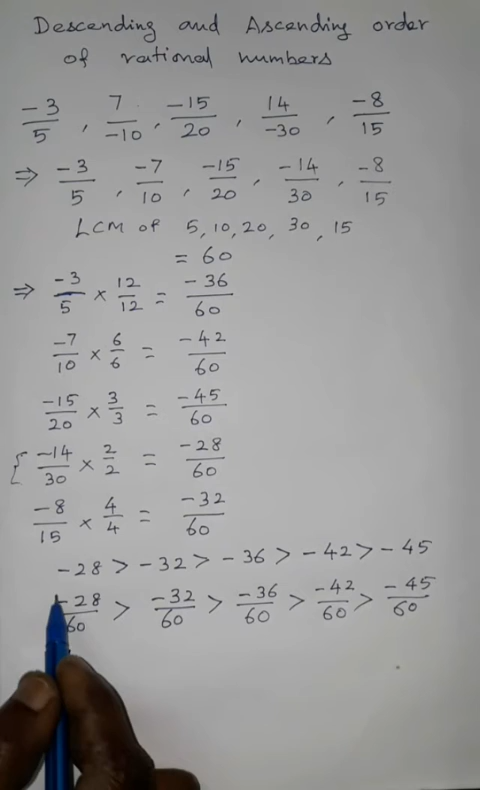 Descending and Ascending order
of rational numbers
-3/5 , 7/-10 , -15/20 , 14/-30 , -8/15
⇒ -3/5 , -7/10 , -15/20 , -14/30 , -8/15
LCM of 5, 10, 20, 30, 15
= 60
⇒ -3/5 × 12/12 = -36/60
-7/10 × 6/6 = -42/60
-15/20 × 3/3 = -45/60
{ -14/30 × 2/2 = -28/60
-8/15 × 4/4 = -32/60
-28 > -32 > -36 > -42 > -45
-28/60 > -32/60 > -36/60 > -42/60 > -45/60